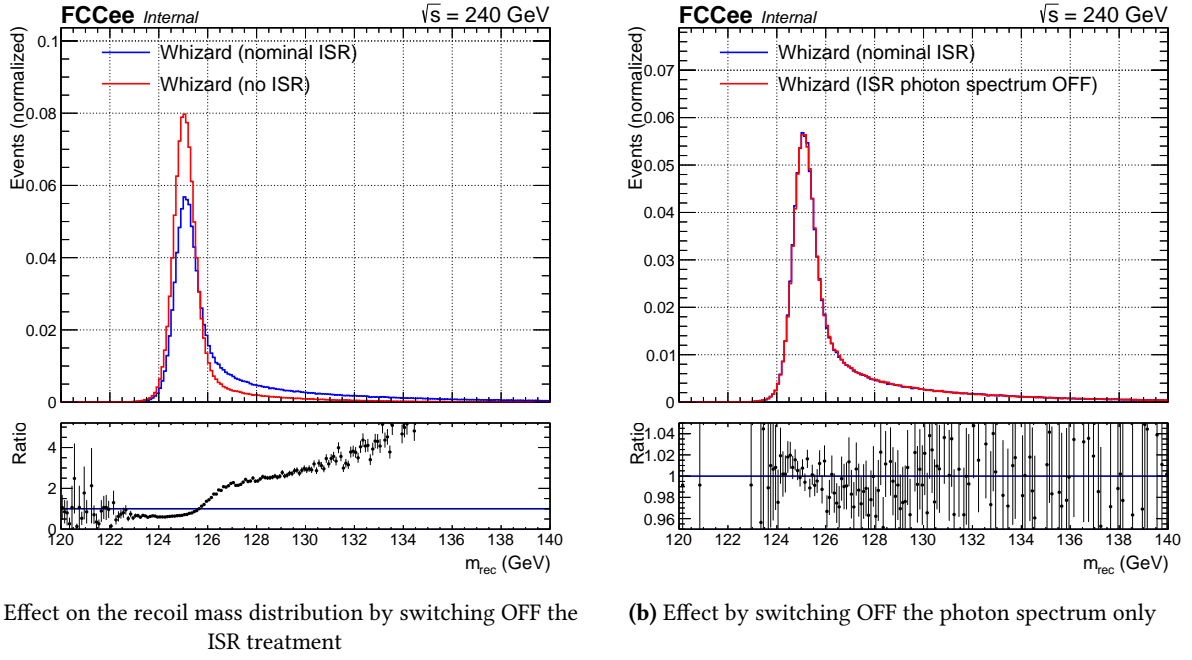 FCCee Internal √s = 240 GeV
Whizard (nominal ISR)
Whizard (no ISR)
Events (normalized)
0.1
0.08
0.06
0.04
0.02
0
Ratio
4
2
0
120 122 124 126 128 130 132 134 136 138 140
m_rec (GeV)
Effect on the recoil mass distribution by switching OFF the
ISR treatment
FCCee Internal √s = 240 GeV
Whizard (nominal ISR)
Whizard (ISR photon spectrum OFF)
Events (normalized)
0.07
0.06
0.05
0.04
0.03
0.02
0.01
0
Ratio
1.04
1.02
1
0.98
0.96
120 122 124 126 128 130 132 134 136 138 140
m_rec (GeV)
(b) Effect by switching OFF the photon spectrum only